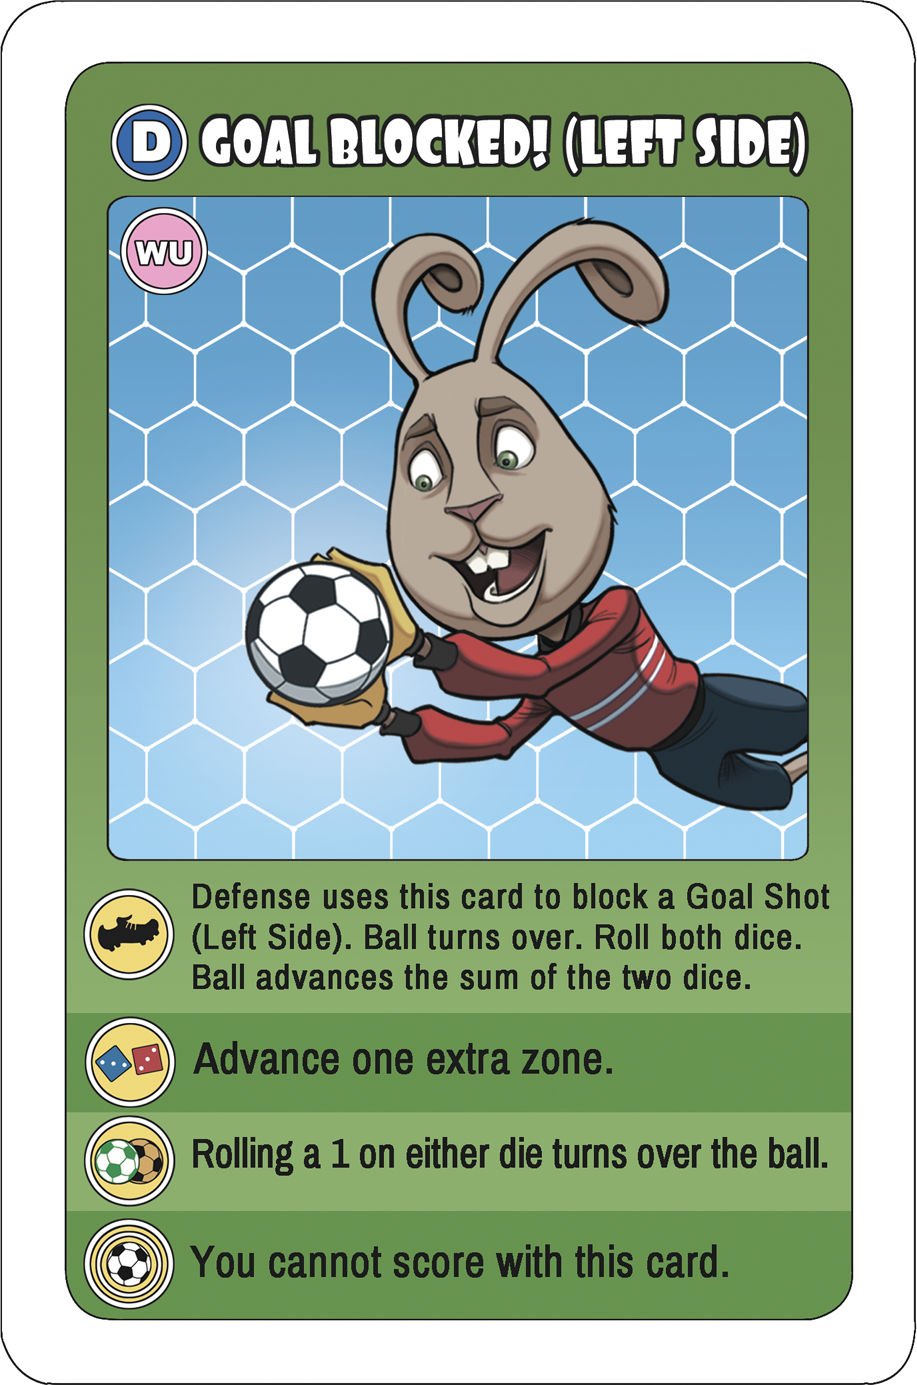 D GOAL BLOCKED! (LEFT SIDE)
WU
Defense uses this card to block a Goal Shot
(Left Side). Ball turns over. Roll both dice.
Ball advances the sum of the two dice.
Advance one extra zone.
Rolling a 1 on either die turns over the ball.
You cannot score with this card.